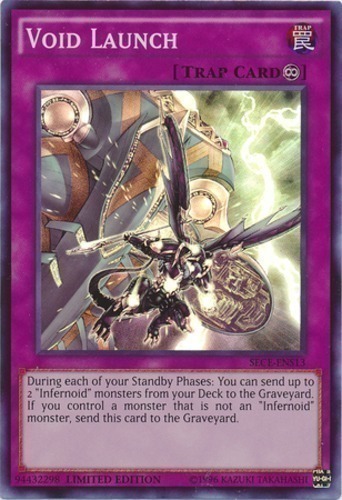 VOID LAUNCH
TRAP
罠
[TRAP CARD]
SECE-ENS13
During each of your Standby Phases: You can send up to
2 "Infernoid" monsters from your Deck to the Graveyard.
If you control a monster that is not an "Infernoid"
monster, send this card to the Graveyard.
94432298
LIMITED EDITION
©1996 KAZUKI TAKAHASHI